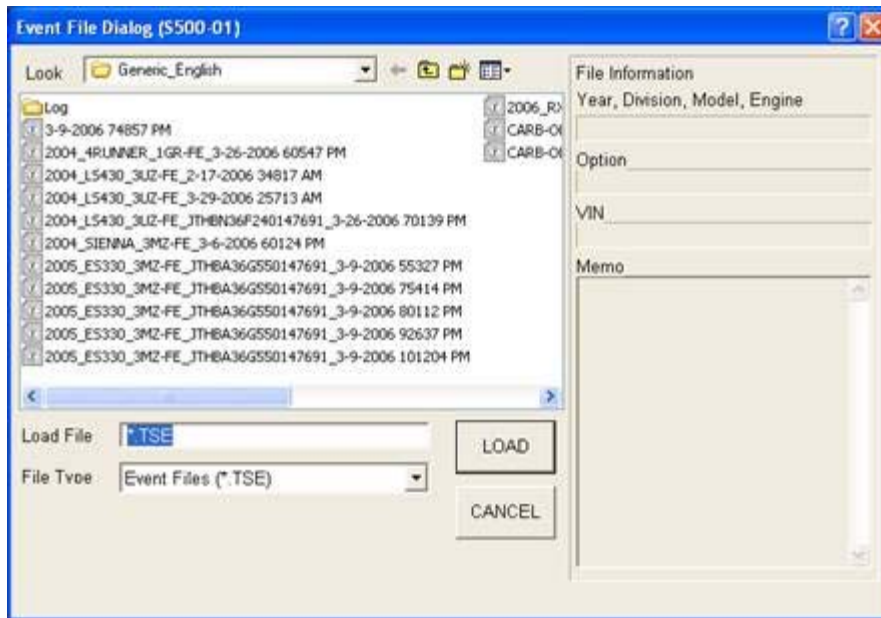 Event File Dialog (S500-01)
Look
Generic_English
Log
3-9-2006 74857 PM
2004_4RUNNER_1GR-FE_3-26-2006 60547 PM
2004_LS430_3UZ-FE_2-17-2006 34817 AM
2004_LS430_3UZ-FE_3-29-2006 25713 AM
2004_LS430_3UZ-FE_JTHBN36F240147691_3-26-2006 70139 PM
2004_SIENNA_3MZ-FE_3-6-2006 60124 PM
2005_ES330_3MZ-FE_JTHBA36G550147691_3-9-2006 55327 PM
2005_ES330_3MZ-FE_JTHBA36G550147691_3-9-2006 75414 PM
2005_ES330_3MZ-FE_JTHBA36G550147691_3-9-2006 80112 PM
2005_ES330_3MZ-FE_JTHBA36G550147691_3-9-2006 92637 PM
2005_ES330_3MZ-FE_JTHBA36G550147691_3-9-2006 101204 PM
2006_RX
CARB-OB
CARB-OB
Load File
*.TSE
File Type
Event Files (*.TSE)
LOAD
CANCEL
File Information
Year, Division, Model, Engine
Option
VIN
Memo